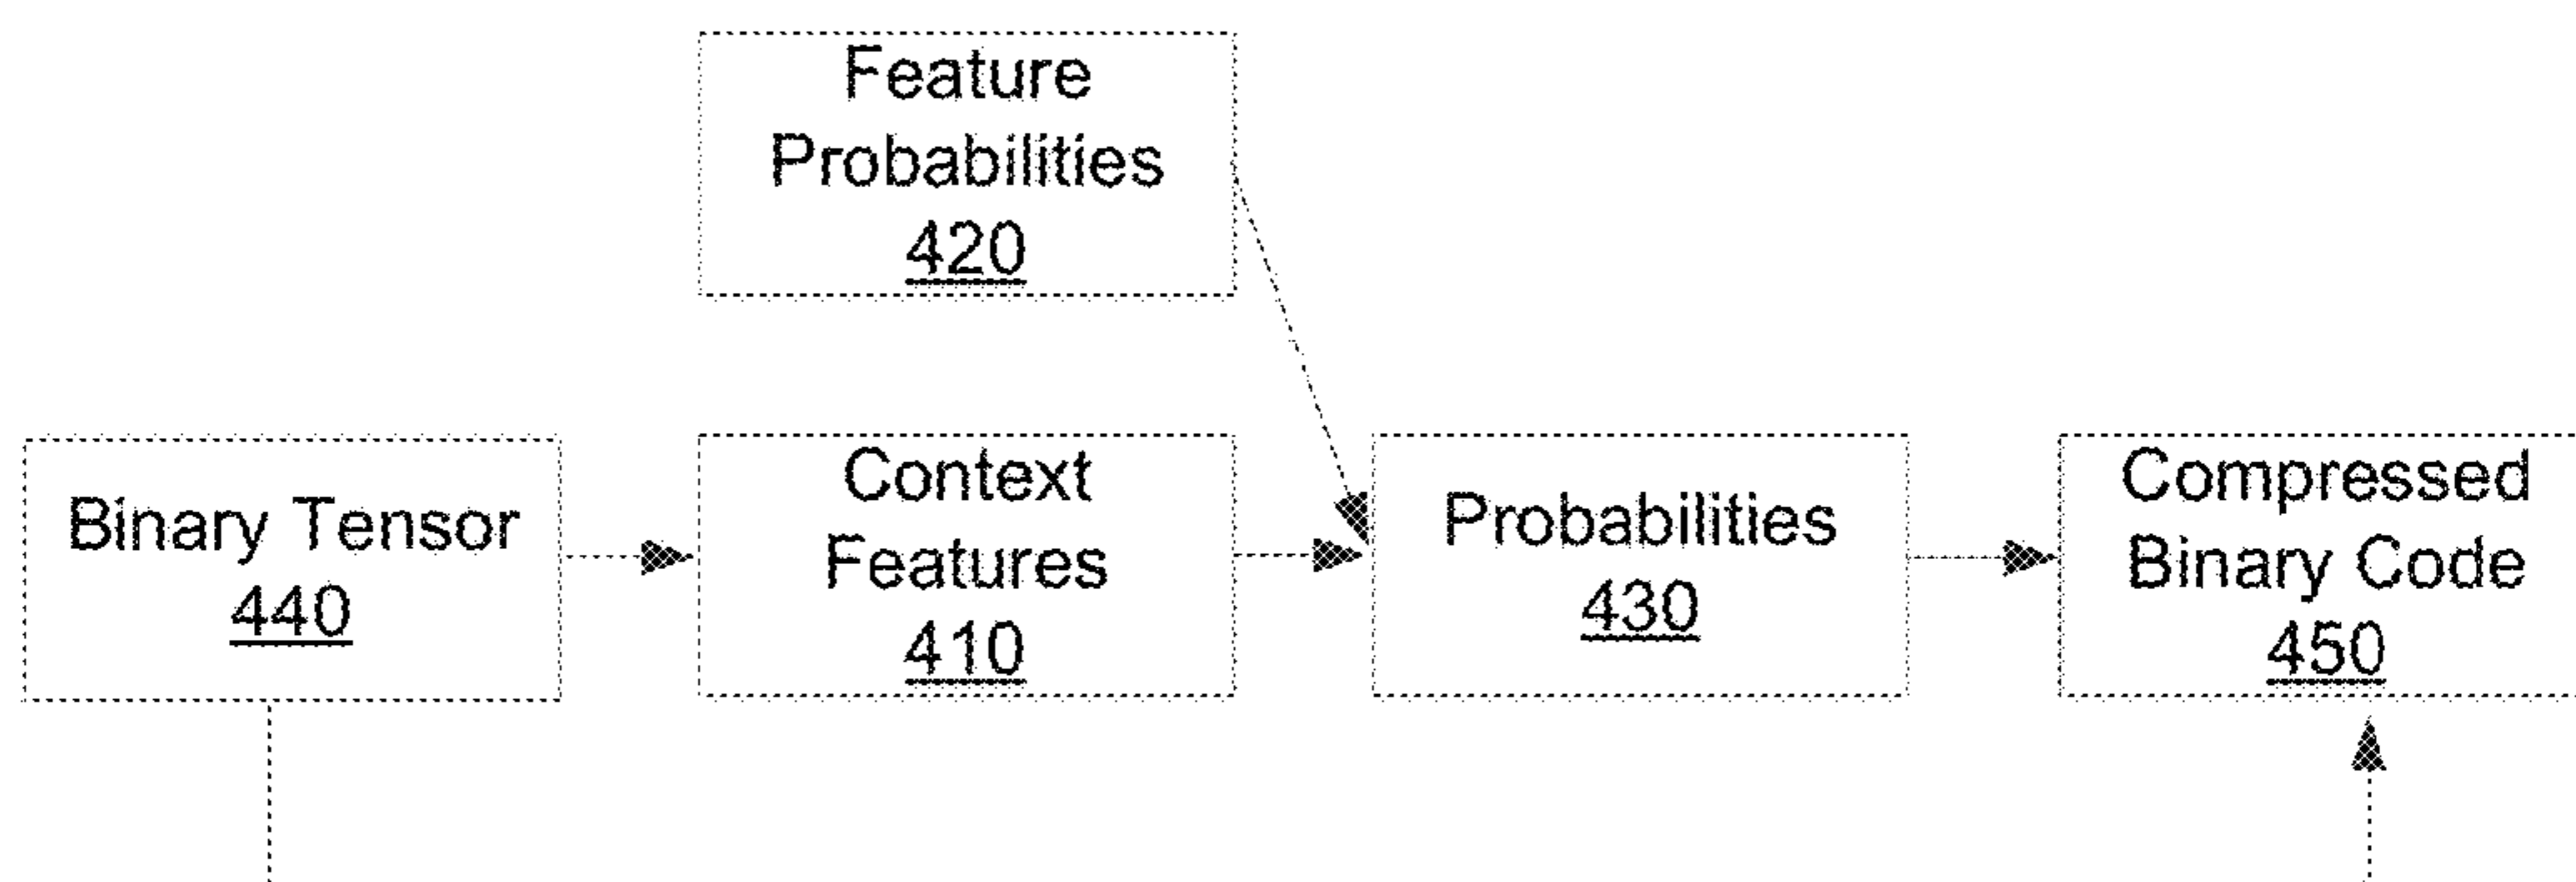 Feature
Probabilities
420
Binary Tensor
440
Context
Features
410
Probabilities
430
Compressed
Binary Code
450